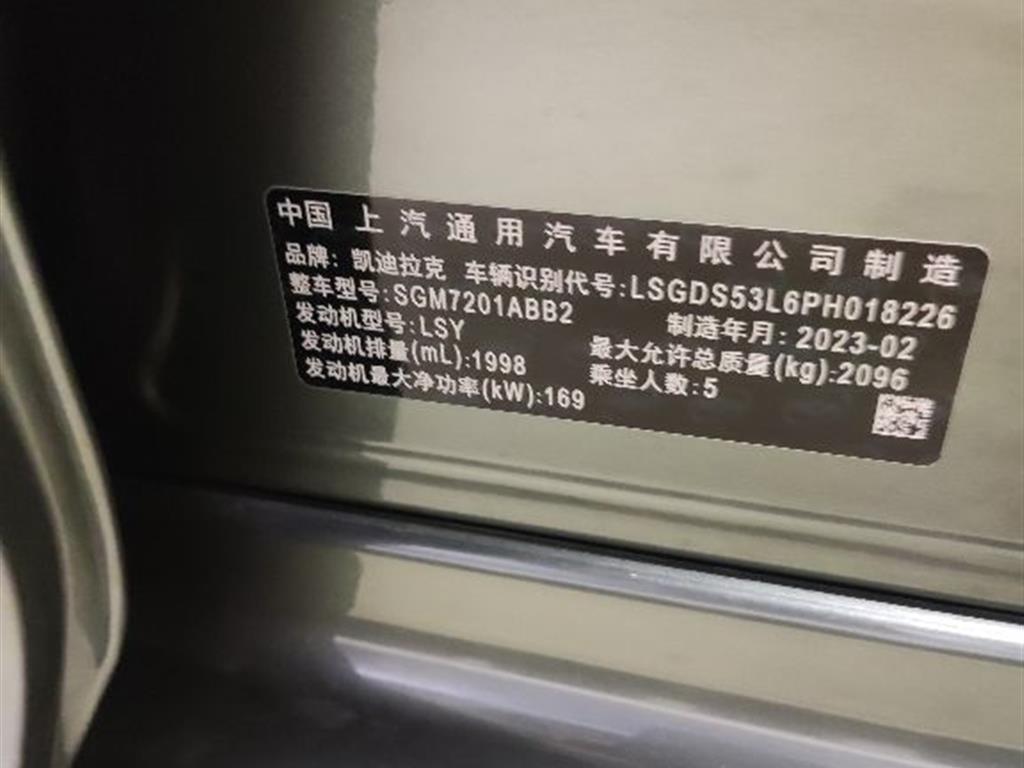 中国 上汽通用汽车有限公司制造
品牌: 凯迪拉克 车辆识别代号:LSGDS53L6PH018226
整车型号:SGM7201ABB2 制造年月: 2023-02
发动机型号:LSY 最大允许总质量(kg):2096
发动机排量(mL):1998 乘坐人数:5
发动机最大净功率(kW):169